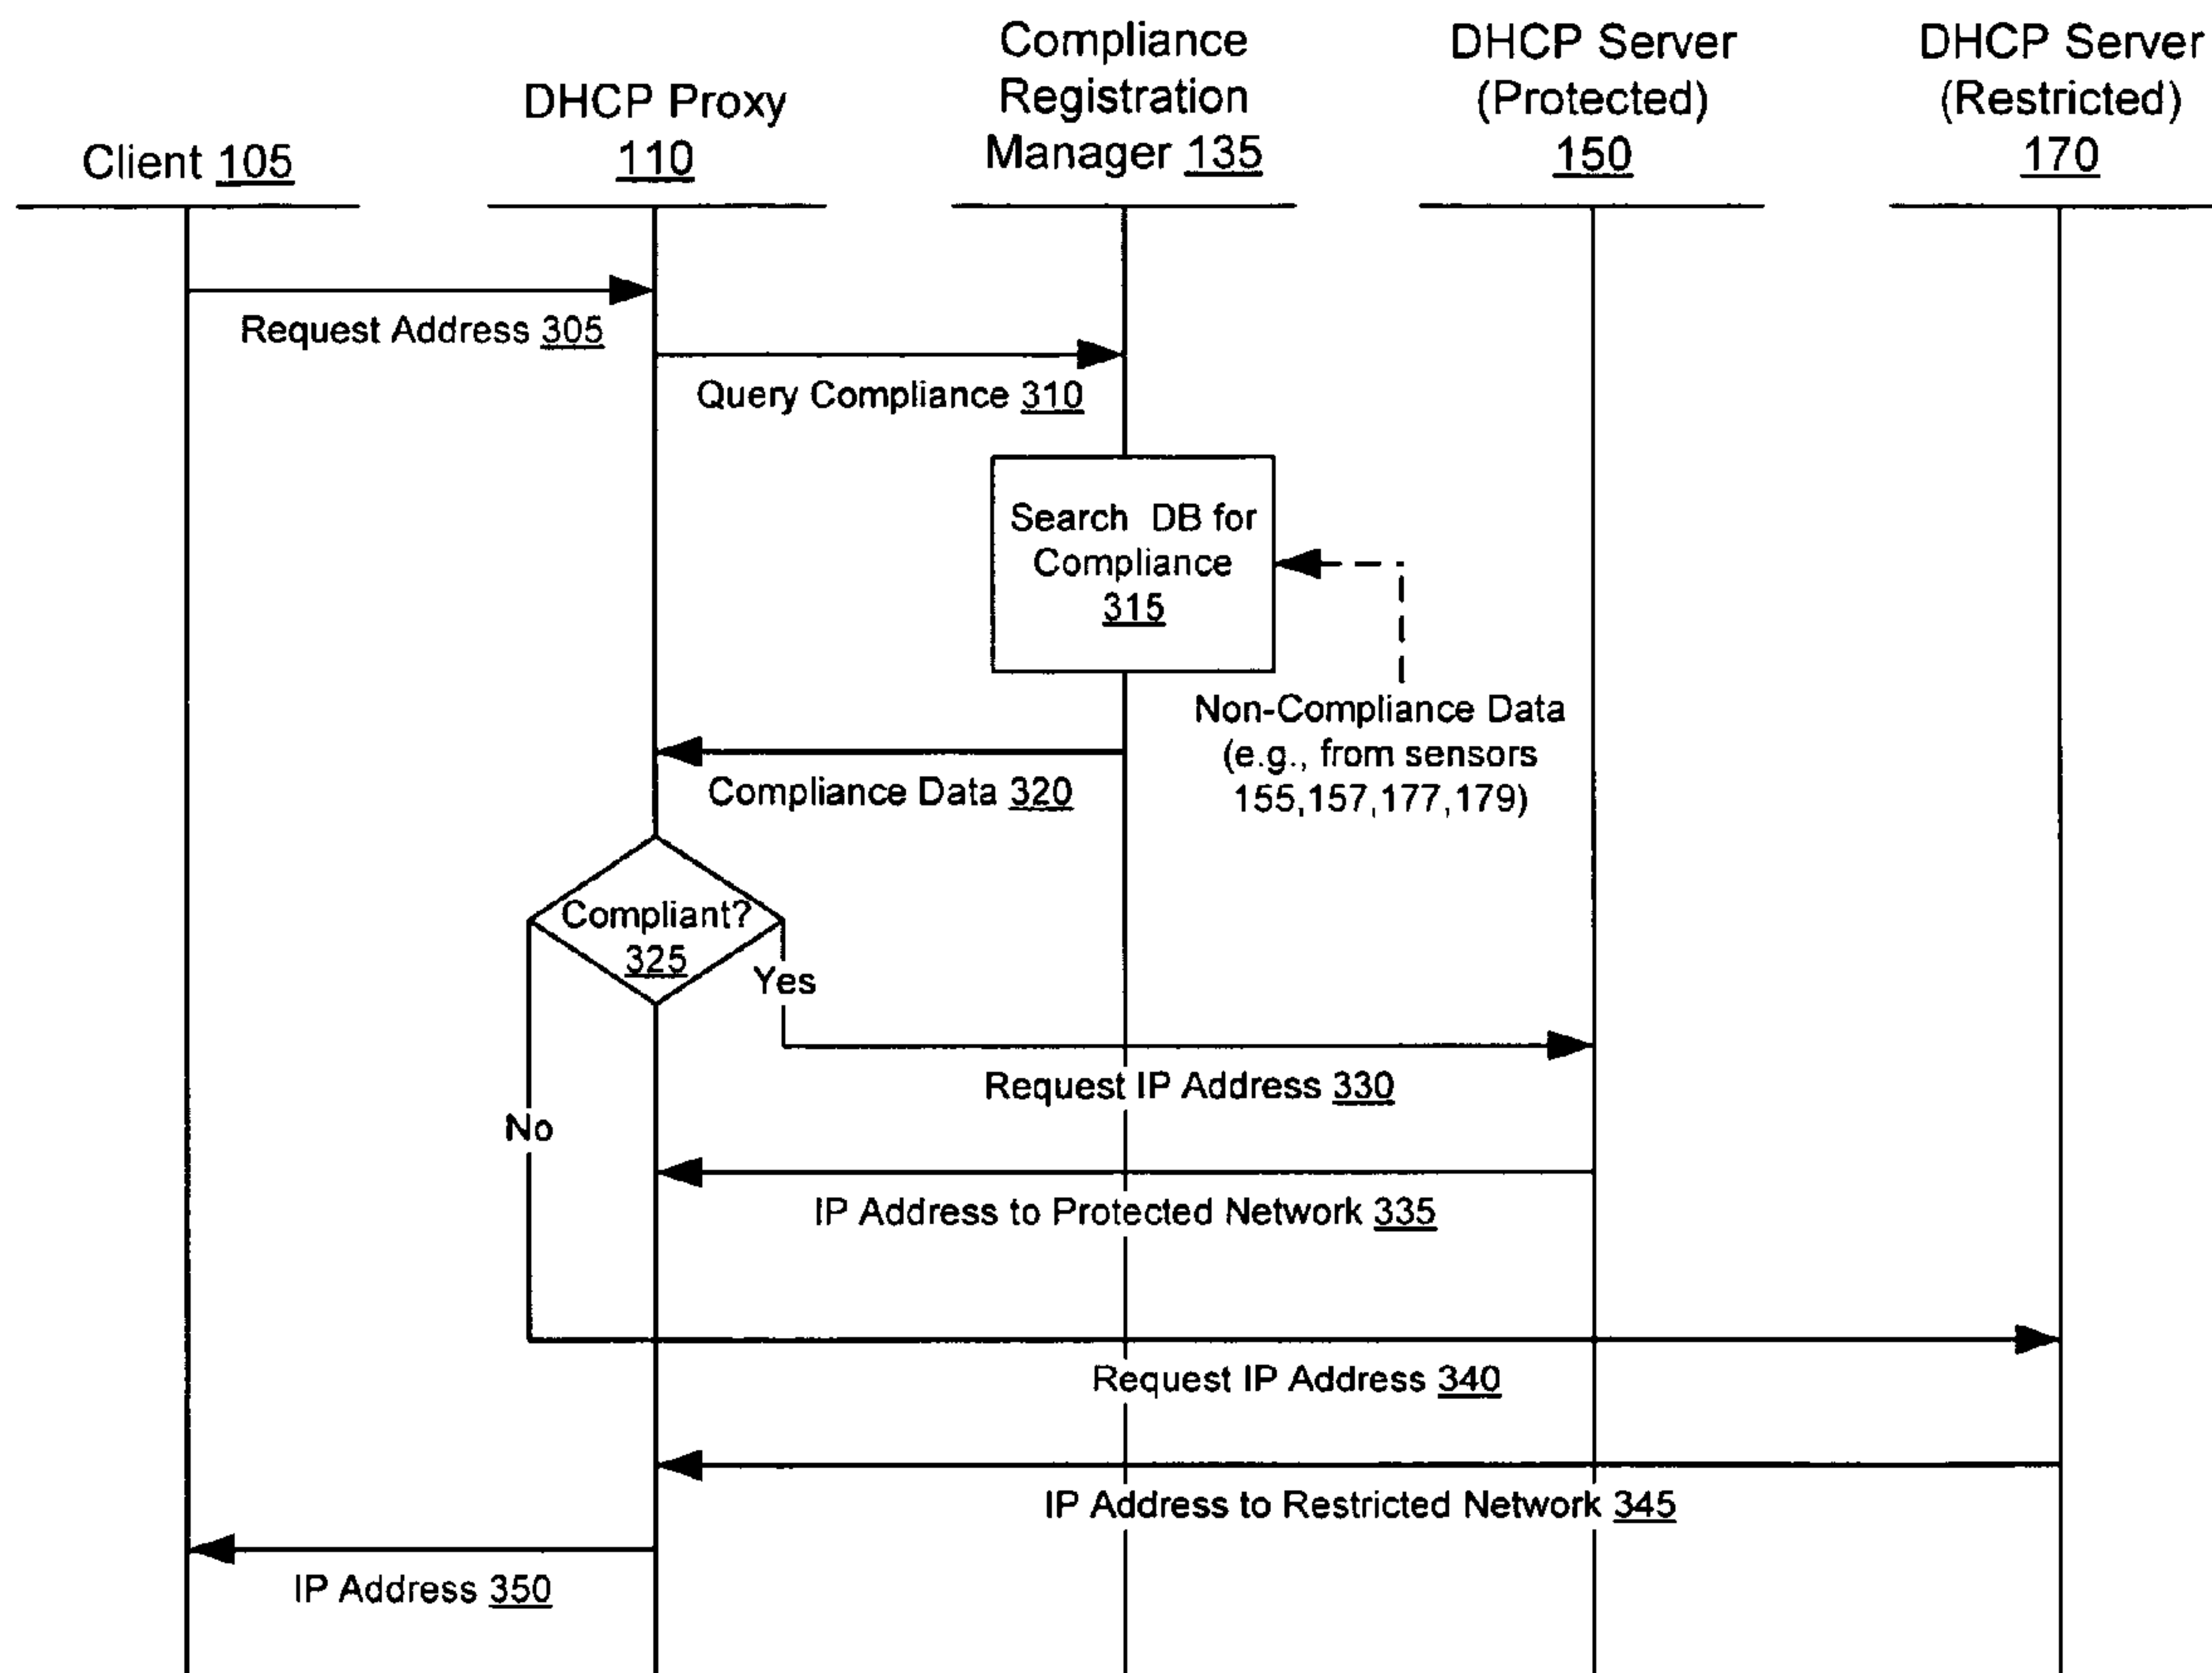 Client 105
DHCP Proxy
110
Compliance
Registration
Manager 135
DHCP Server
(Protected)
150
DHCP Server
(Restricted)
170
Request Address 305
Query Compliance 310
Search DB for
Compliance
315
Non-Compliance Data
(e.g., from sensors
155,157,177,179)
Compliance Data 320
Compliant?
325
Yes
Request IP Address 330
No
IP Address to Protected Network 335
Request IP Address 340
IP Address to Restricted Network 345
IP Address 350